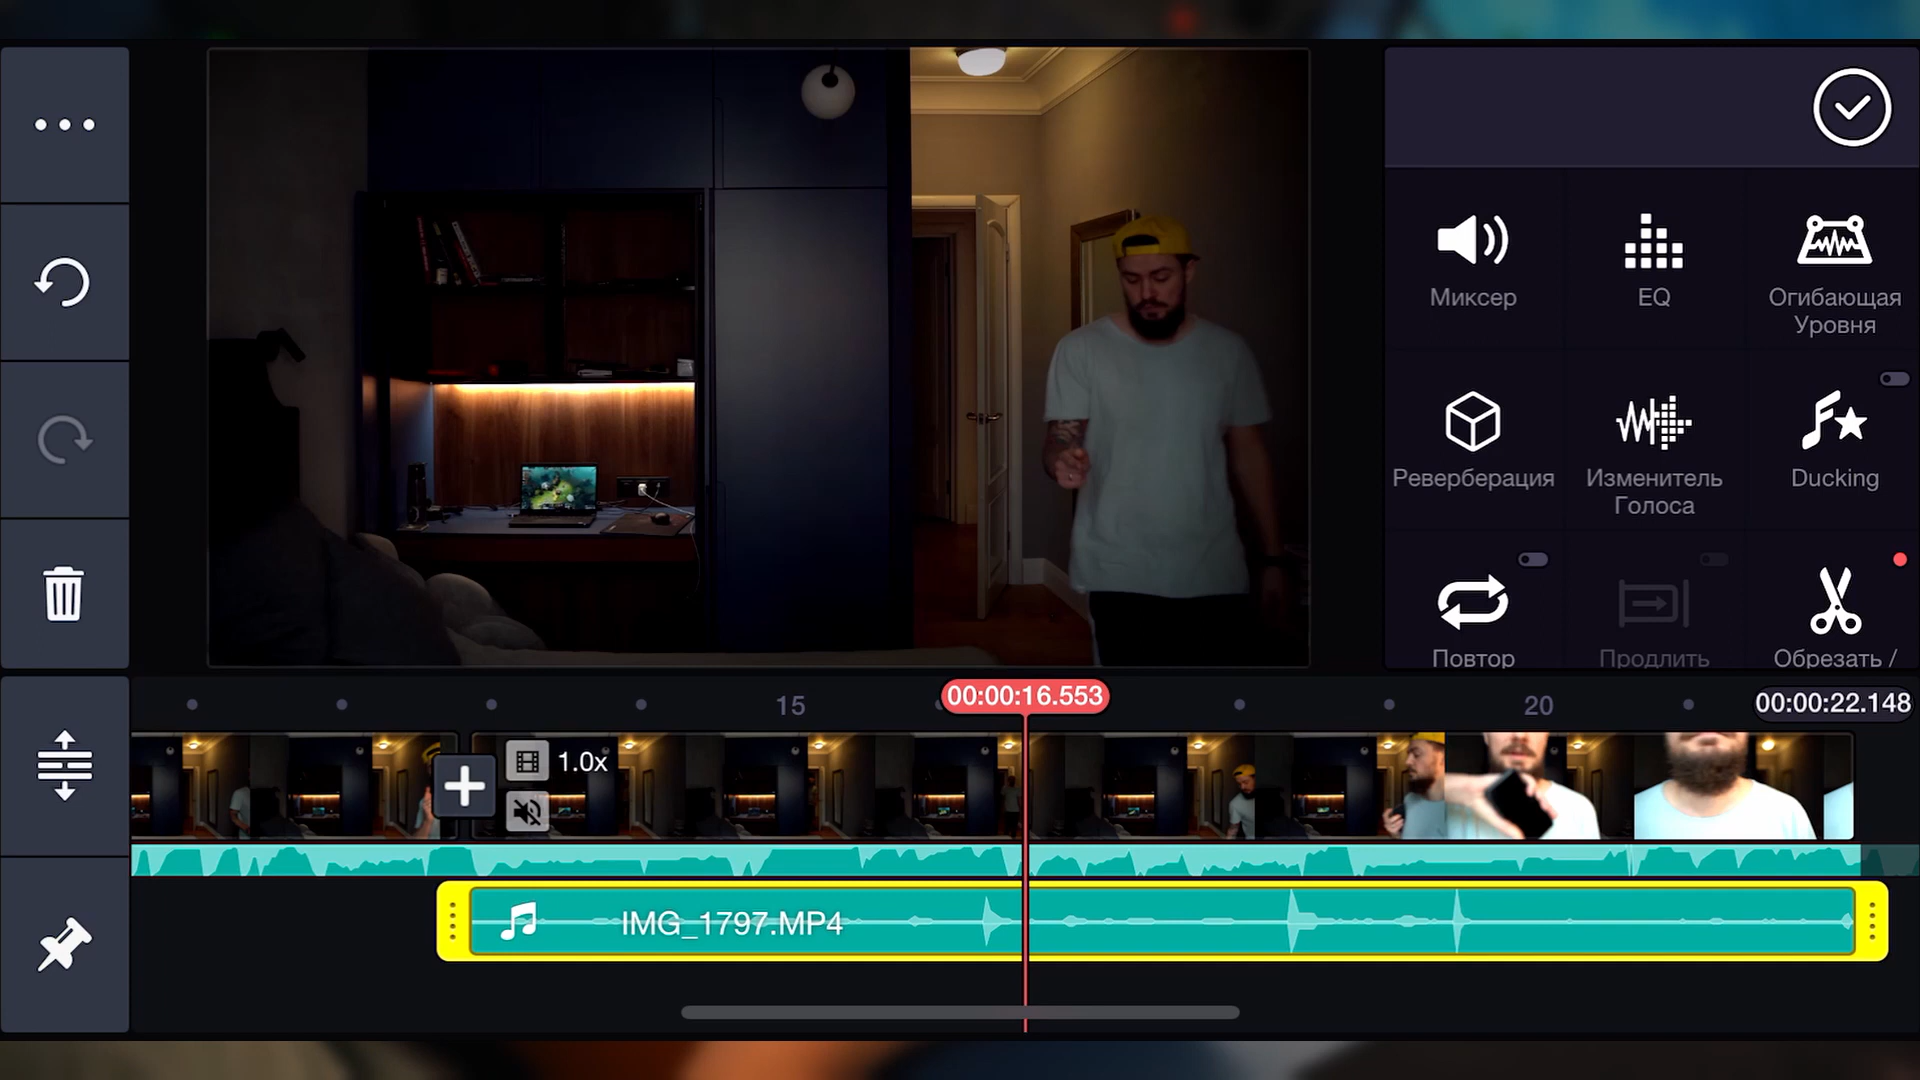 Миксер
EQ
Огибающая
Уровня
Реверберация
Изменитель
Голоса
Ducking
Повтор
Продлить
Обрезать /
15
00:00:16.553
20
00:00:22.148
1.0x
IMG_1797.MP4